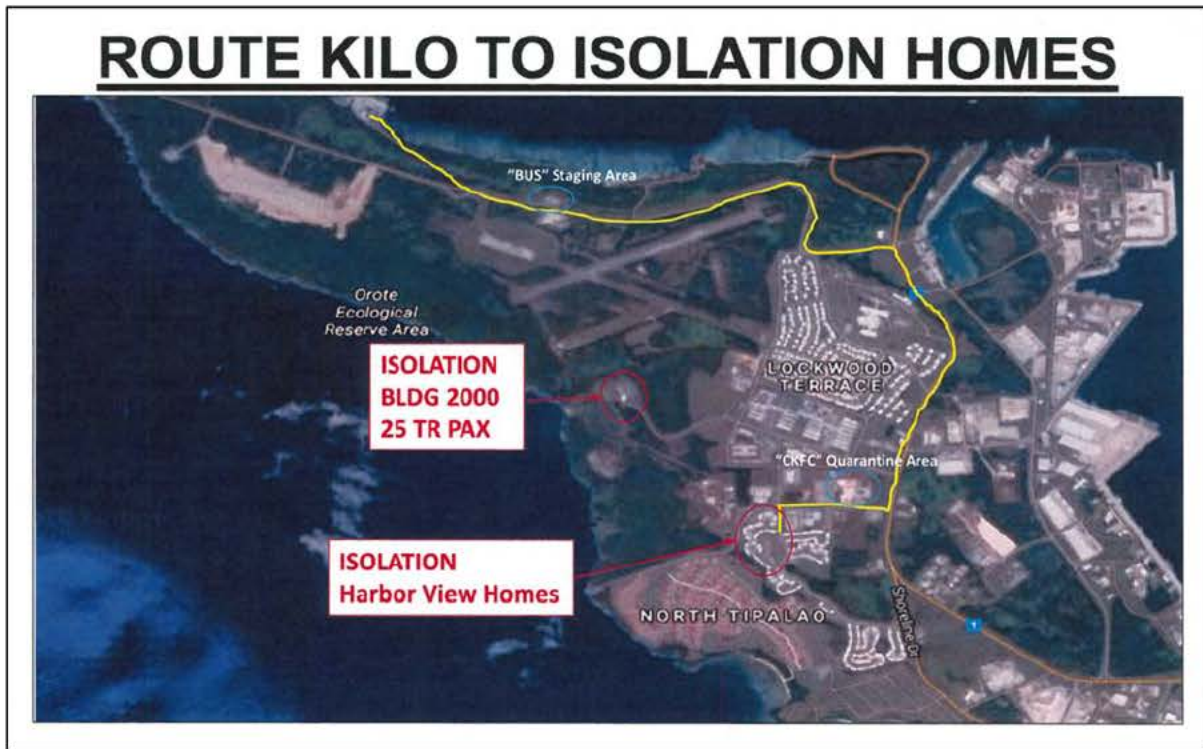 ROUTE KILO TO ISOLATION HOMES
"BUS" Staging Area
Orote
Ecological
Reserve Area
ISOLATION
BLDG 2000
25 TR PAX
LOCKWOOD
TERRACE
"CKFC" Quarantine Area
ISOLATION
Harbor View Homes
NORTH TIPALAO
Shoreline Dr
1